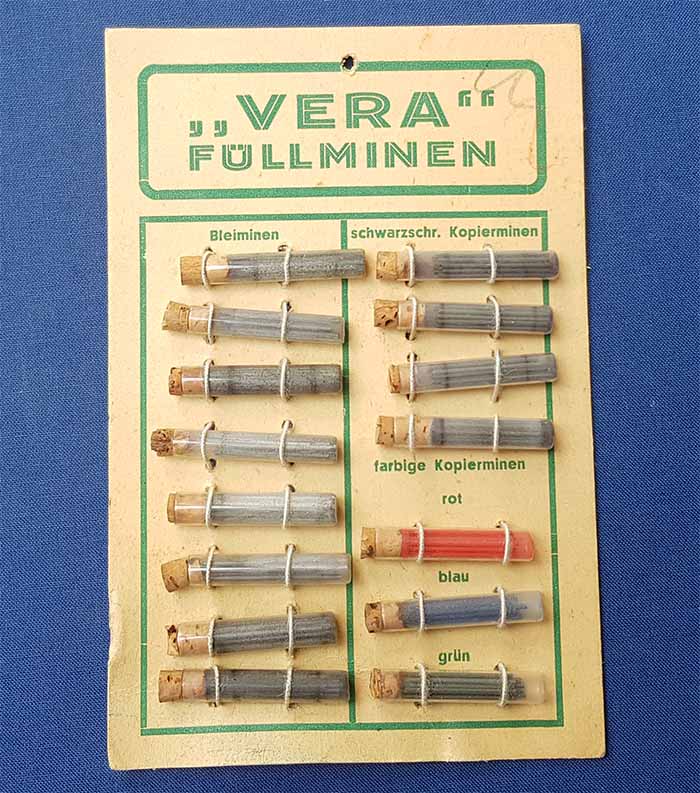 „VERA“
FÜLLMINEN
Bleiminen
schwarzschr. Kopierminen
farbige Kopierminen
rot
blau
grün